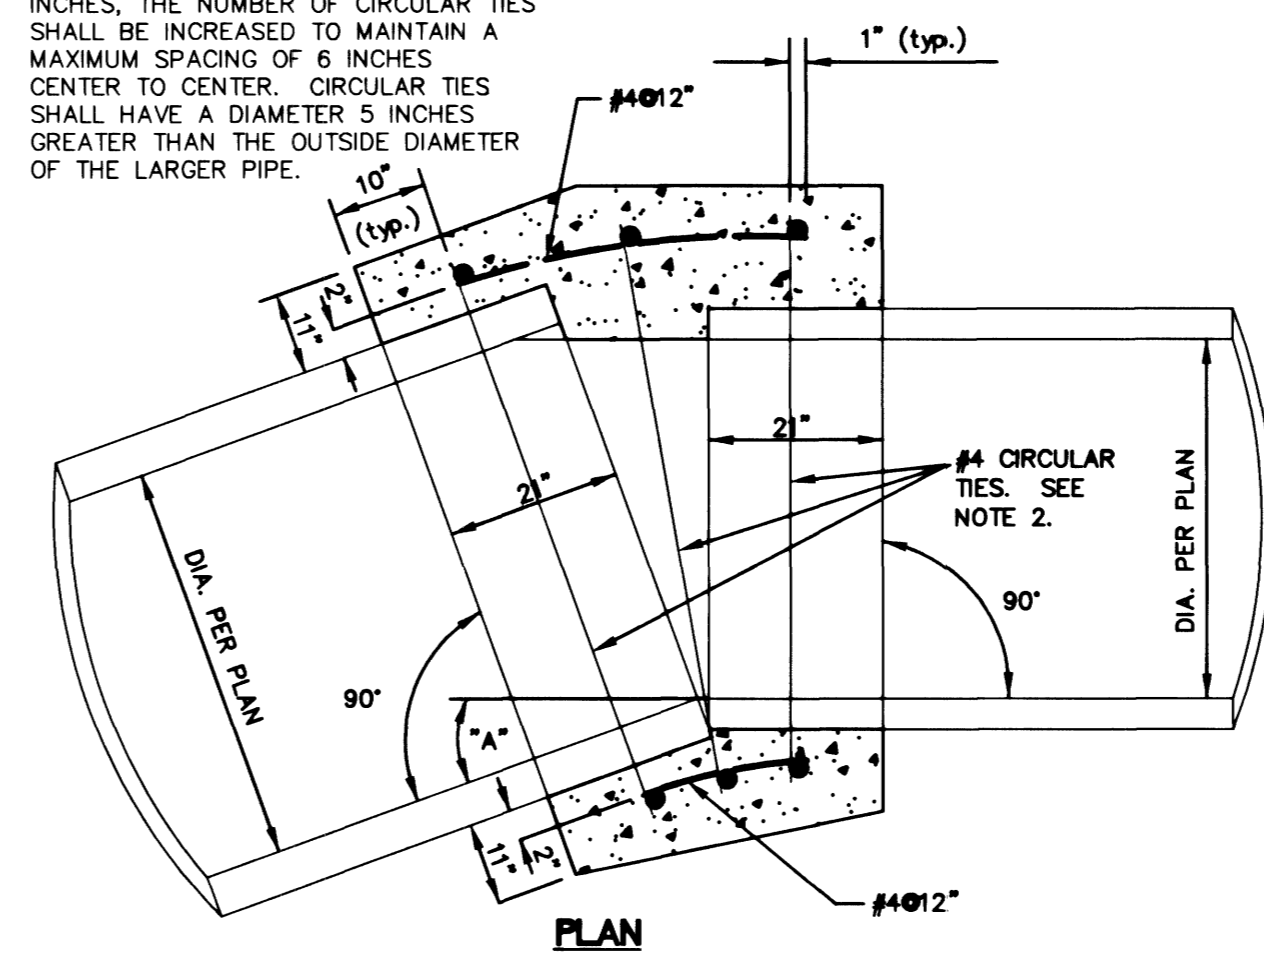 INCHES, THE NUMBER OF CIRCULAR TIES
SHALL BE INCREASED TO MAINTAIN A
MAXIMUM SPACING OF 6 INCHES
CENTER TO CENTER. CIRCULAR TIES
SHALL HAVE A DIAMETER 5 INCHES
GREATER THAN THE OUTSIDE DIAMETER
OF THE LARGER PIPE.
1" (typ.)
#4@12"
10"
(typ.)
2"
11"
21"
21"
#4 CIRCULAR
TIES. SEE
NOTE 2.
DIA. PER PLAN
DIA. PER PLAN
90°
90°
"A"
11"
2"
#4@12"
PLAN